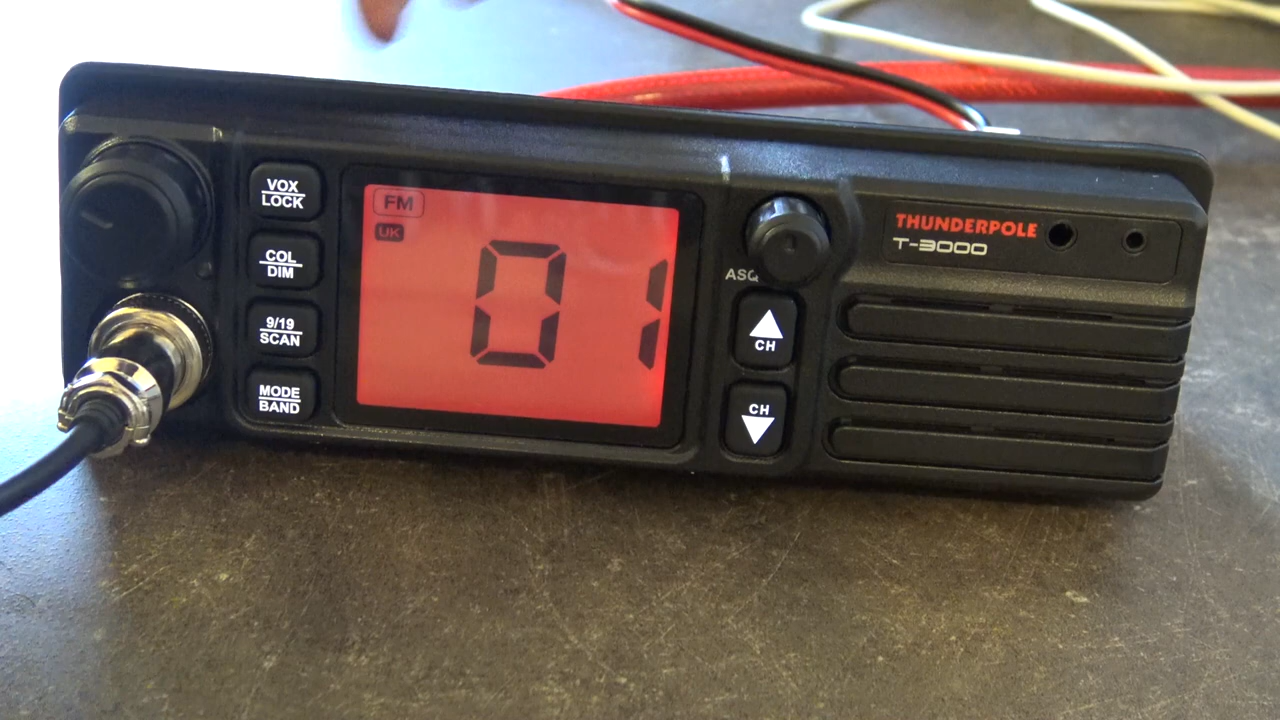 VOX
LOCK
COL
DIM
9/19
SCAN
MODE
BAND
FM
UK
01
ASQ
CH
CH
THUNDERPOLE
T-3000